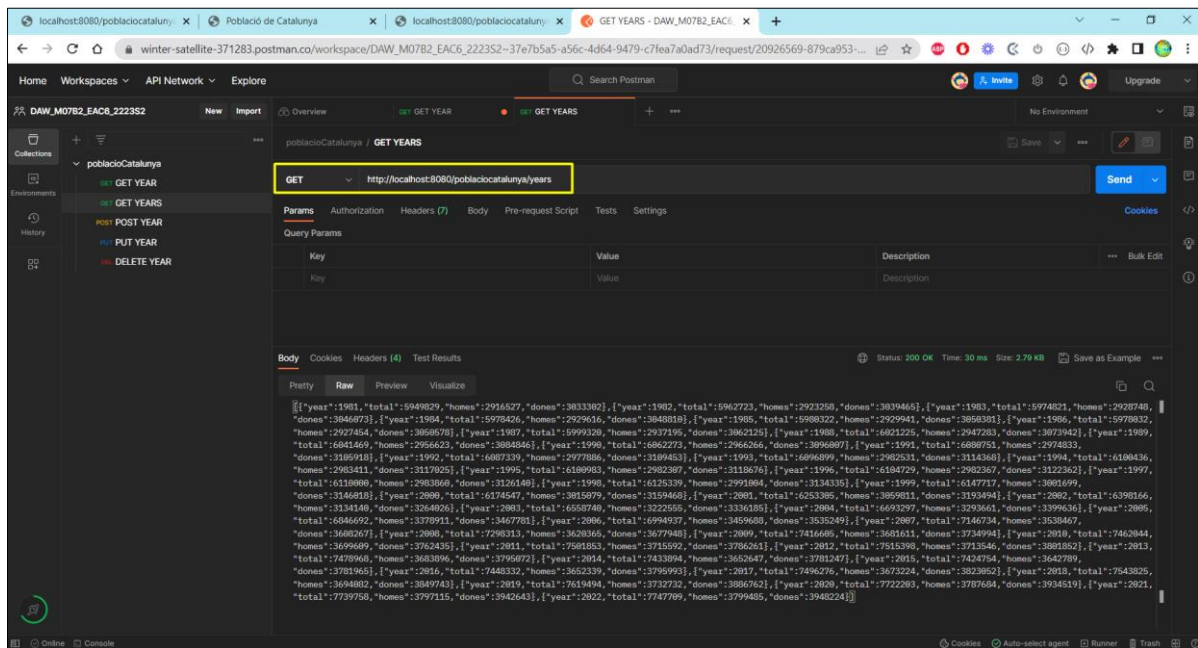 localhost:8080/poblaciocataluny
Població de Catalunya
localhost:8080/poblaciocataluny
GET YEARS - DAW_M07B2_EAC6_
winter-satellite-371283.postman.co/workspace/DAW_M07B2_EAC6_2223S2~37e7b5a5-a56c-4d64-9479-c7fea7a0ad73/request/20926569-879ca953-...
Home Workspaces API Network Explore Search Postman Invite Upgrade
DAW_M07B2_EAC6_2223S2 New Import Overview GET GET YEAR GET GET YEARS No Environment
Collections
Environments
History
poblacioCatalunya
GET GET YEAR
GET GET YEARS
POST POST YEAR
PUT PUT YEAR
DEL DELETE YEAR
poblacioCatalunya / GET YEARS Save
GET http://localhost:8080/poblaciocatalunya/years Send
Params Authorization Headers (7) Body Pre-request Script Tests Settings Cookies
Query Params
Key Value Description Bulk Edit
Key Value Description
Body Cookies Headers (4) Test Results Status: 200 OK Time: 30 ms Size: 2.79 KB Save as Example
Pretty Raw Preview Visualize
[{"year":1981,"total":5949829,"homes":2916527,"dones":3033302},{"year":1982,"total":5962723,"homes":2923258,"dones":3039465},{"year":1983,"total":5974821,"homes":2928748,
"dones":3046073},{"year":1984,"total":5978426,"homes":2929616,"dones":3048810},{"year":1985,"total":5980322,"homes":2929941,"dones":3050381},{"year":1986,"total":5978032,
"homes":2927454,"dones":3050578},{"year":1987,"total":5999320,"homes":2937195,"dones":3062125},{"year":1988,"total":6021225,"homes":2947283,"dones":3073942},{"year":1989,
"total":6041469,"homes":2956623,"dones":3084846},{"year":1990,"total":6062273,"homes":2966266,"dones":3096007},{"year":1991,"total":6080751,"homes":2974833,
"dones":3105918},{"year":1992,"total":6087339,"homes":2977886,"dones":3109453},{"year":1993,"total":6096899,"homes":2982531,"dones":3114368},{"year":1994,"total":6100436,
"homes":2983411,"dones":3117025},{"year":1995,"total":6100983,"homes":2982307,"dones":3118676},{"year":1996,"total":6104729,"homes":2982367,"dones":3122362},{"year":1997,
"total":6110000,"homes":2983860,"dones":3126140},{"year":1998,"total":6125339,"homes":2991004,"dones":3134335},{"year":1999,"total":6147717,"homes":3001699,
"dones":3146018},{"year":2000,"total":6174547,"homes":3015079,"dones":3159468},{"year":2001,"total":6253305,"homes":3059811,"dones":3193494},{"year":2002,"total":6398166,
"homes":3134140,"dones":3264026},{"year":2003,"total":6558740,"homes":3222555,"dones":3336185},{"year":2004,"total":6693297,"homes":3293661,"dones":3399636},{"year":2005,
"total":6846692,"homes":3378911,"dones":3467781},{"year":2006,"total":6994937,"homes":3459688,"dones":3535249},{"year":2007,"total":7146734,"homes":3538467,
"dones":3608267},{"year":2008,"total":7298313,"homes":3620365,"dones":3677948},{"year":2009,"total":7416605,"homes":3681611,"dones":3734994},{"year":2010,"total":7462044,
"homes":3699609,"dones":3762435},{"year":2011,"total":7501853,"homes":3715592,"dones":3786261},{"year":2012,"total":7515398,"homes":3713546,"dones":3801852},{"year":2013,
"total":7478968,"homes":3683896,"dones":3795072},{"year":2014,"total":7433894,"homes":3652647,"dones":3781247},{"year":2015,"total":7424754,"homes":3642789,
"dones":3781965},{"year":2016,"total":7448332,"homes":3652339,"dones":3795993},{"year":2017,"total":7496276,"homes":3673224,"dones":3823052},{"year":2018,"total":7543825,
"homes":3694082,"dones":3849743},{"year":2019,"total":7619494,"homes":3732732,"dones":3886762},{"year":2020,"total":7722203,"homes":3787684,"dones":3934519},{"year":2021,
"total":7739758,"homes":3797115,"dones":3942643},{"year":2022,"total":7747709,"homes":3799485,"dones":3948224}]
Online Console Cookies Auto-select agent Runner Trash